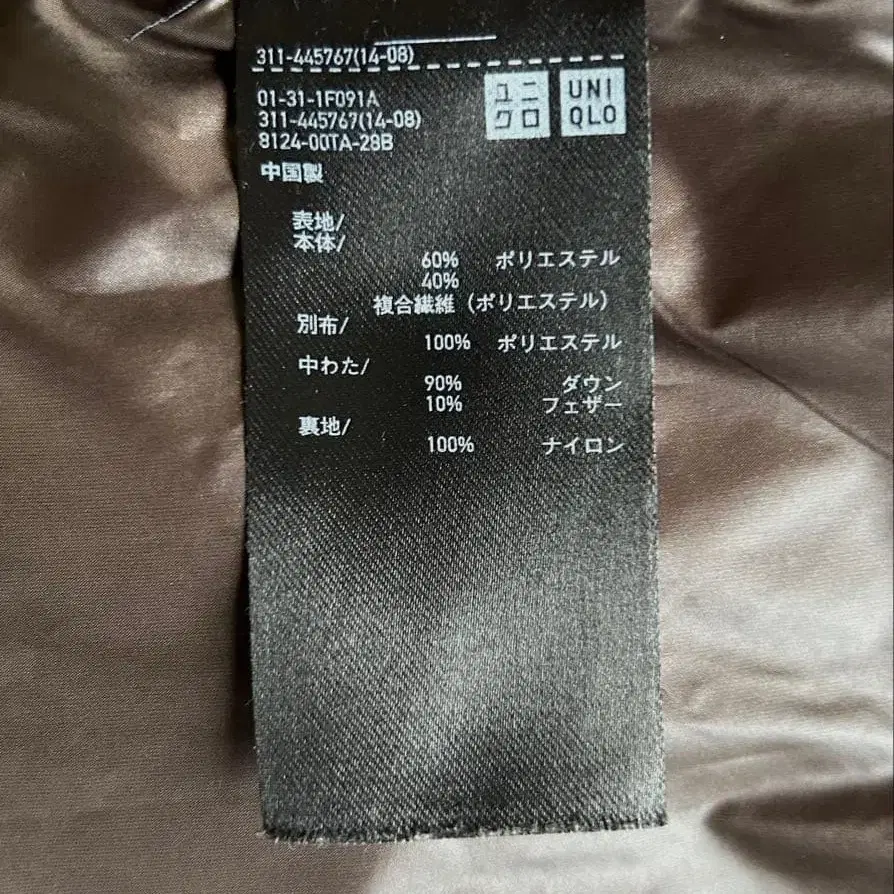 311-445767(14-08)
01-31-1F091A
311-445767(14-08)
8124-00TA-28B
ユニ
クロ
UNI
QLO
中国製
表地/
本体/
60% ポリエステル
40%
複合繊維(ポリエステル)
別布/
100% ポリエステル
中わた/
90% ダウン
10% フェザー
裏地/
100% ナイロン